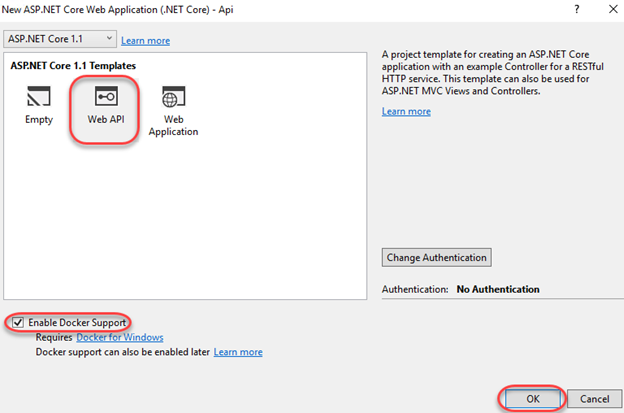 New ASP.NET Core Web Application (.NET Core) - Api
ASP.NET Core 1.1
Learn more
ASP.NET Core 1.1 Templates
Empty
Web API
Web
Application
A project template for creating an ASP.NET Core
application with an example Controller for a RESTful
HTTP service. This template can also be used for
ASP.NET MVC Views and Controllers.
Learn more
Change Authentication
Authentication: No Authentication
Enable Docker Support
Requires Docker for Windows
Docker support can also be enabled later Learn more
OK
Cancel